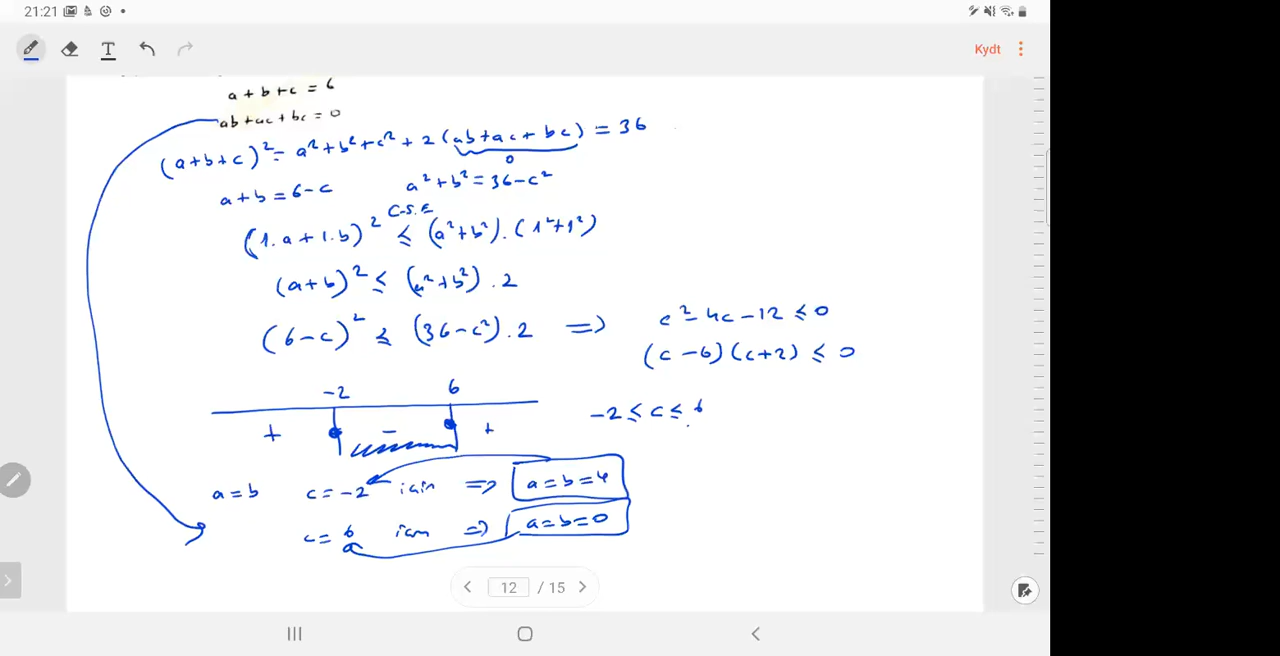 21:21
Kydt
a + b + c = 6
ab + ac + bc = 0
(a+b+c)² = a² + b² + c² + 2(ab + ac + bc) = 36
0
a + b = 6 - c a² + b² = 36 - c²
C-S.E
(1.a + 1.b)² ≤ (a² + b²).(1² + 1²)
(a+b)² ≤ (a² + b²).2
(6-c)² ≤ (36-c²).2 => c² - 4c - 12 ≤ 0
(c-6)(c+2) ≤ 0
-2 6
+ - +
-2 ≤ c ≤ 6
a = b c = -2 için => a = b = 4
c = 6 için => a = b = 0
12 / 15